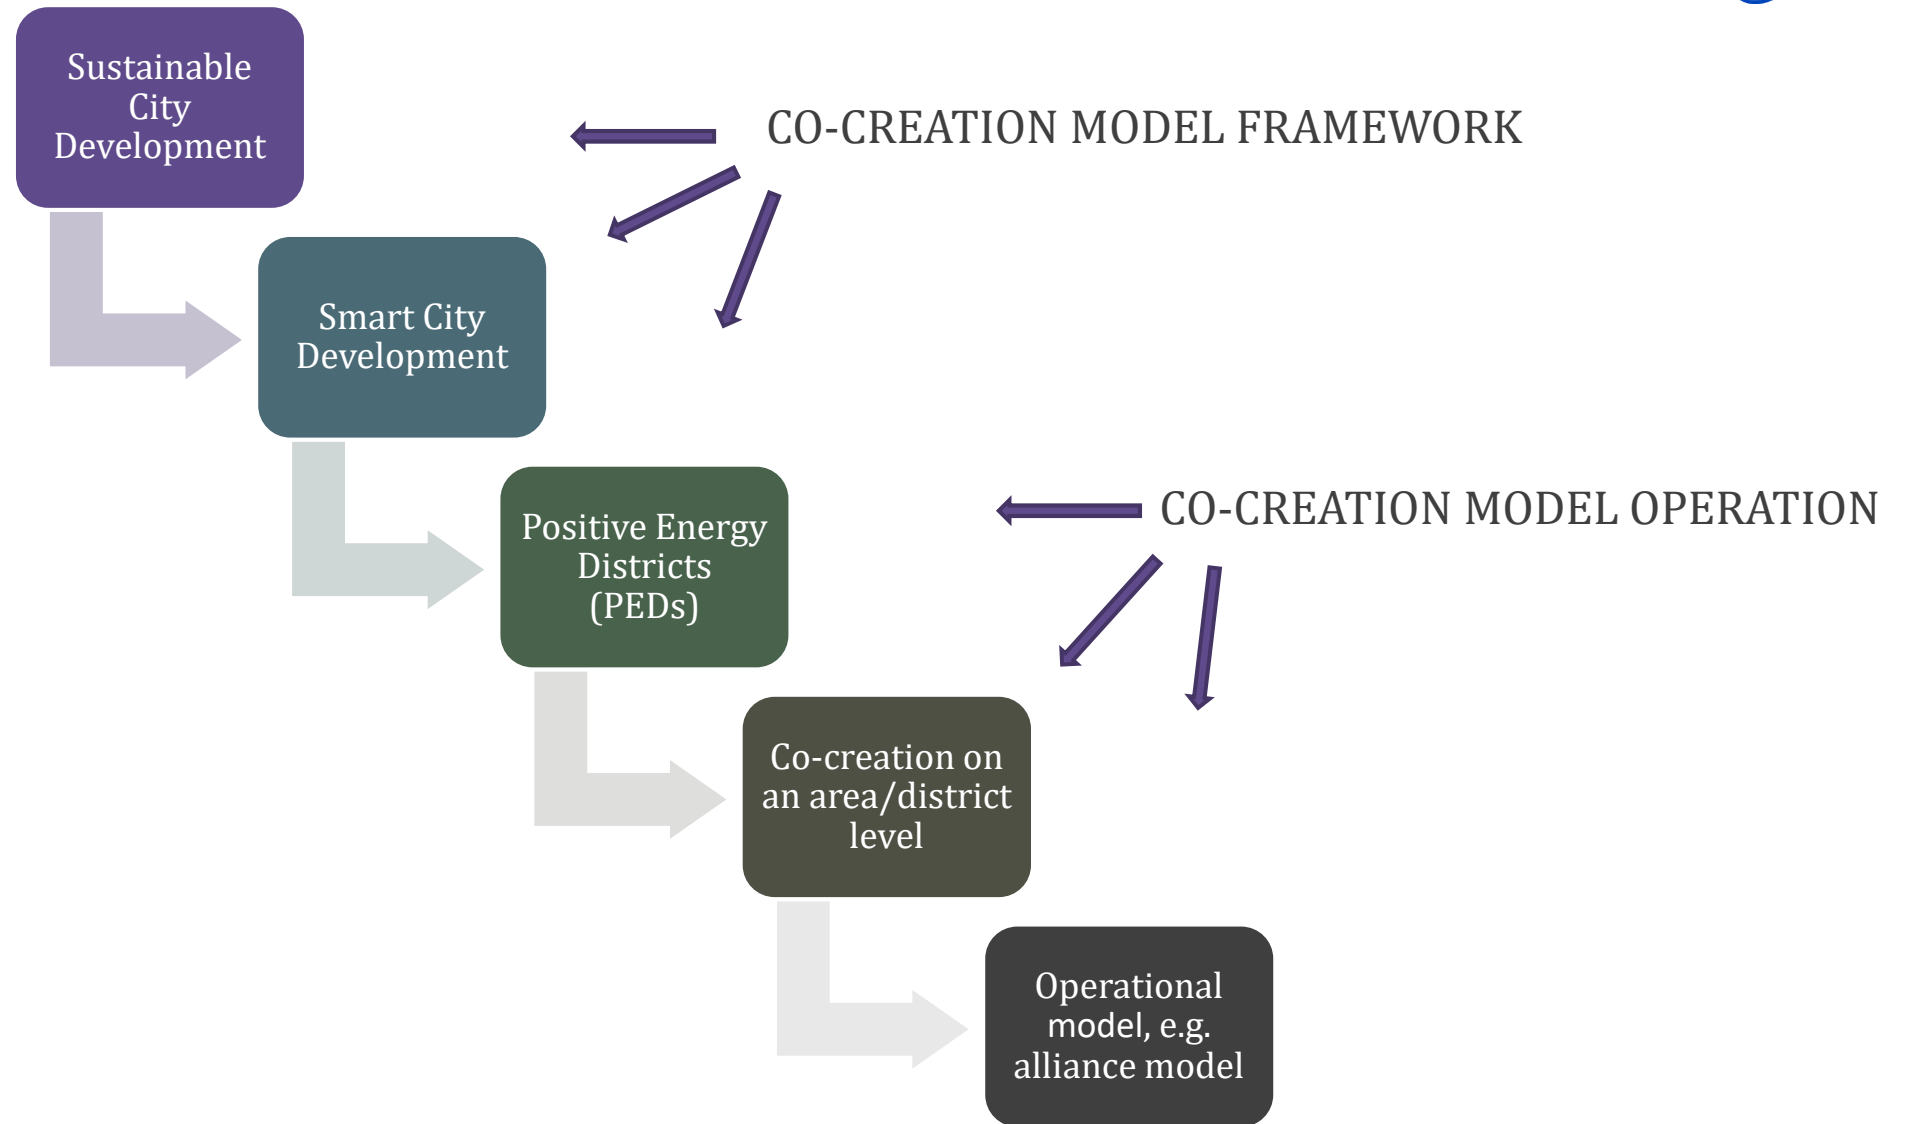 Sustainable
City
Development
CO-CREATION MODEL FRAMEWORK
Smart City
Development
Positive Energy
Districts
(PEDs)
CO-CREATION MODEL OPERATION
Co-creation on
an area/district
level
Operational
model, e.g.
alliance model